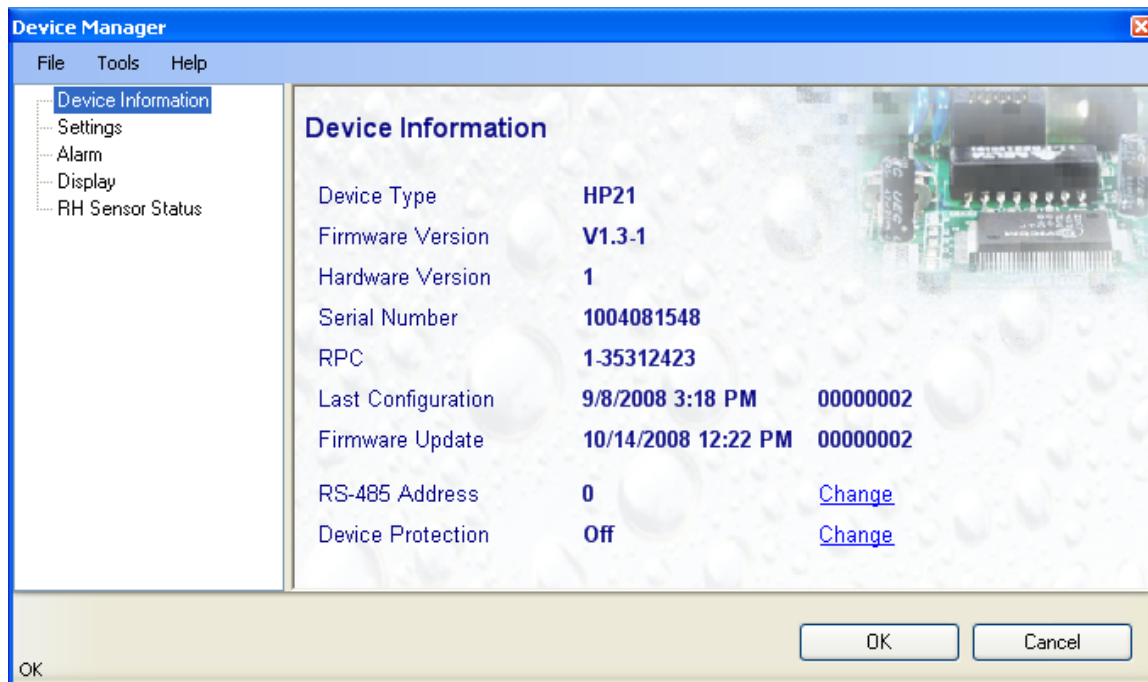 Device Manager
File Tools Help
Device Information
Settings
Alarm
Display
RH Sensor Status
Device Information
Device Type HP21
Firmware Version V1.3-1
Hardware Version 1
Serial Number 1004081548
RPC 1-35312423
Last Configuration 9/8/2008 3:18 PM 00000002
Firmware Update 10/14/2008 12:22 PM 00000002
RS-485 Address 0 Change
Device Protection Off Change
OK Cancel
OK